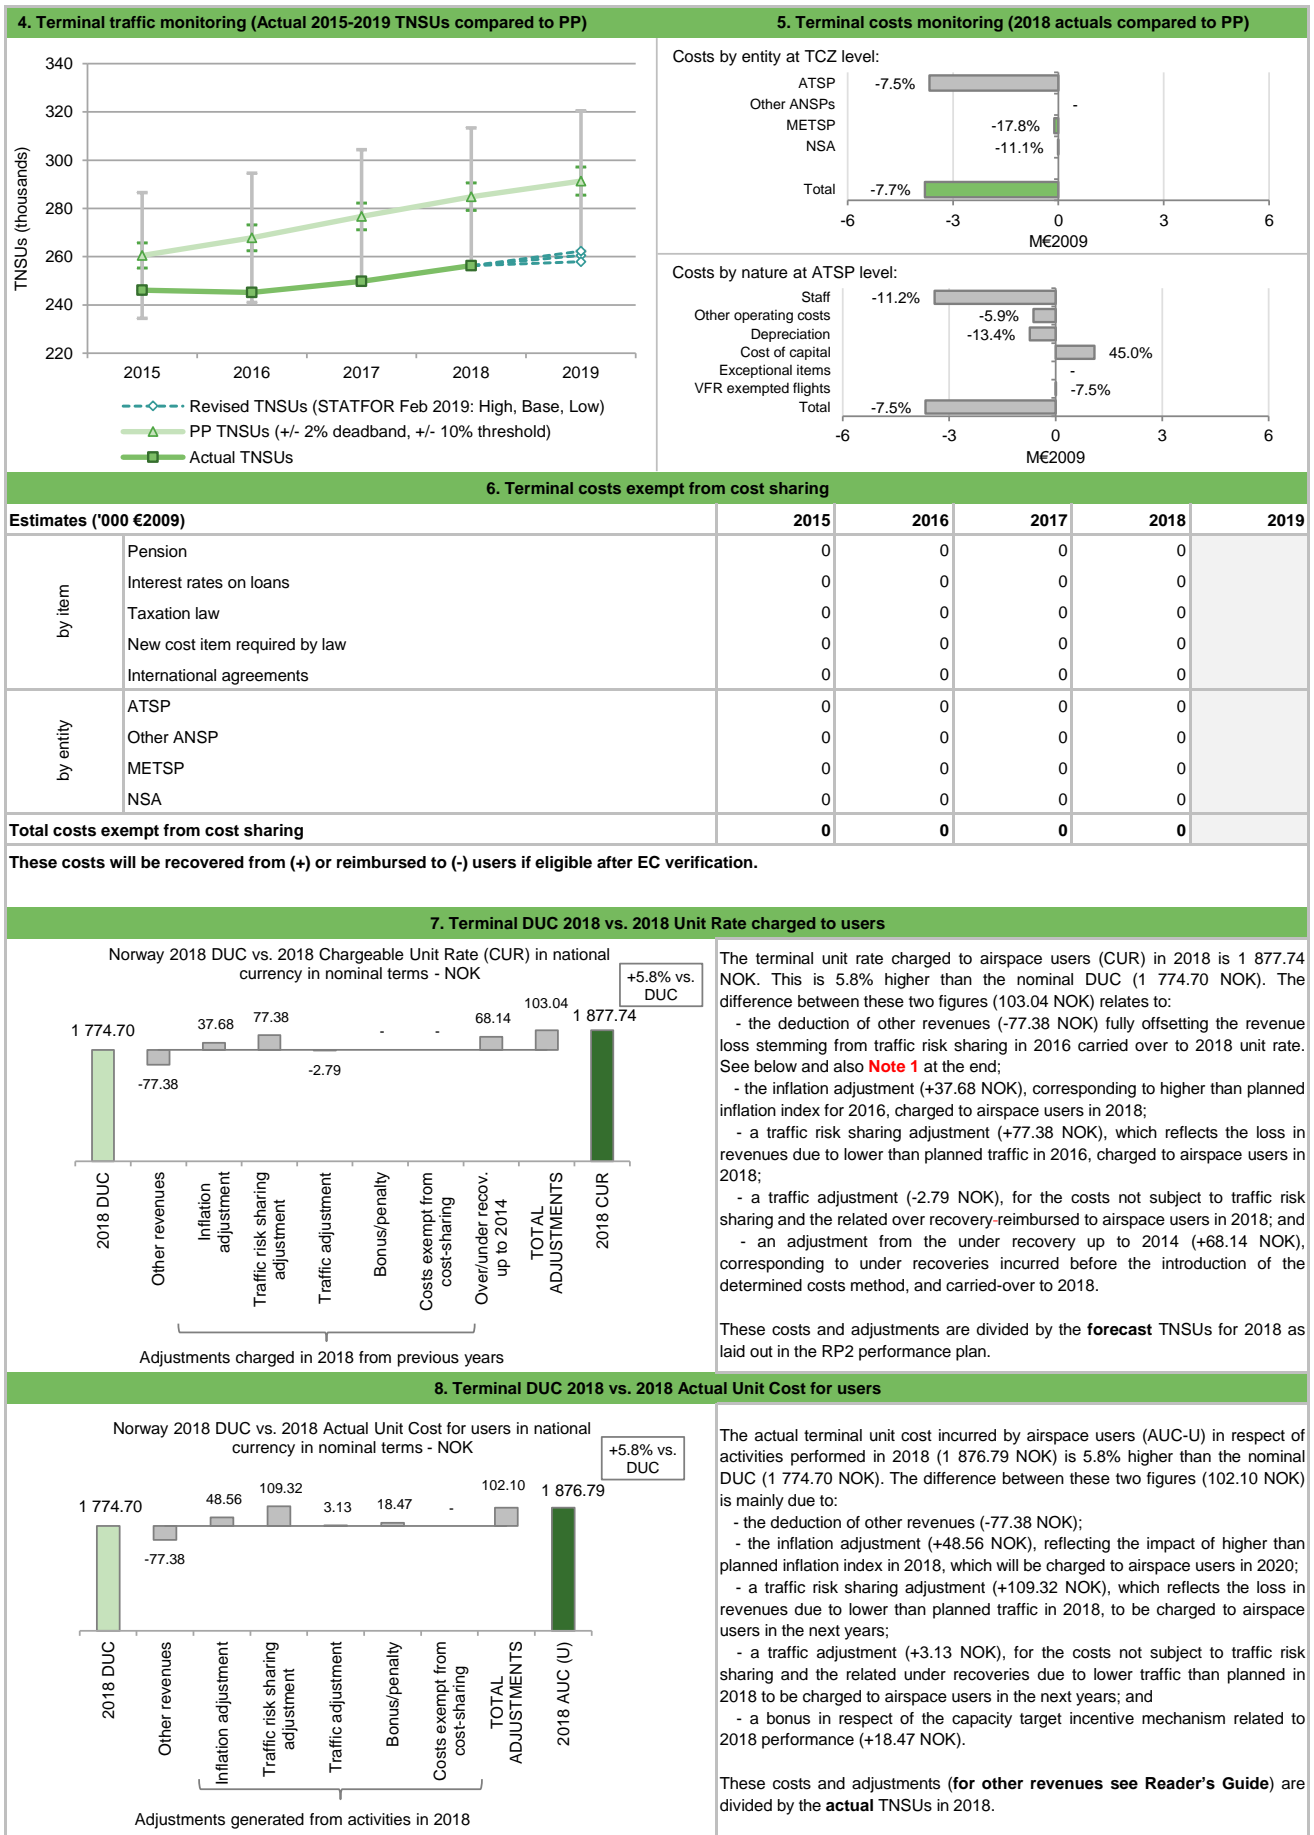 4. Terminal traffic monitoring (Actual 2015-2019 TNSUs compared to PP)
340
320
300
280
260
240
220
TNSUs (thousands)
2015 2016 2017 2018 2019
Revised TNSUs (STATFOR Feb 2019: High, Base, Low)
PP TNSUs (+/- 2% deadband, +/- 10% threshold)
Actual TNSUs
5. Terminal costs monitoring (2018 actuals compared to PP)
Costs by entity at TCZ level:
ATSP -7.5%
Other ANSPs -
METSP -17.8%
NSA -11.1%
Total -7.7%
-6 -3 0 3 6
M€2009
Costs by nature at ATSP level:
Staff -11.2%
Other operating costs -5.9%
Depreciation -13.4%
Cost of capital 45.0%
Exceptional items -
VFR exempted flights -7.5%
Total -7.5%
-6 -3 0 3 6
M€2009
6. Terminal costs exempt from cost sharing
Estimates ('000 €2009) 2015 2016 2017 2018 2019
by item
Pension 0 0 0 0
Interest rates on loans 0 0 0 0
Taxation law 0 0 0 0
New cost item required by law 0 0 0 0
International agreements 0 0 0 0
by entity
ATSP 0 0 0 0
Other ANSP 0 0 0 0
METSP 0 0 0 0
NSA 0 0 0 0
Total costs exempt from cost sharing 0 0 0 0
These costs will be recovered from (+) or reimbursed to (-) users if eligible after EC verification.
7. Terminal DUC 2018 vs. 2018 Unit Rate charged to users
Norway 2018 DUC vs. 2018 Chargeable Unit Rate (CUR) in national
currency in nominal terms - NOK
+5.8% vs.
DUC
1 774.70 -77.38 37.68 77.38 -2.79 - - 68.14 103.04 1 877.74
2018 DUC
Other revenues
Inflation
adjustment
Traffic risk sharing
adjustment
Traffic adjustment
Bonus/penalty
Costs exempt from
cost-sharing
Over/under recov.
up to 2014
TOTAL
ADJUSTMENTS
2018 CUR
Adjustments charged in 2018 from previous years
The terminal unit rate charged to airspace users (CUR) in 2018 is 1 877.74
NOK. This is 5.8% higher than the nominal DUC (1 774.70 NOK). The
difference between these two figures (103.04 NOK) relates to:
- the deduction of other revenues (-77.38 NOK) fully offsetting the revenue
loss stemming from traffic risk sharing in 2016 carried over to 2018 unit rate.
See below and also Note 1 at the end;
- the inflation adjustment (+37.68 NOK), corresponding to higher than planned
inflation index for 2016, charged to airspace users in 2018;
- a traffic risk sharing adjustment (+77.38 NOK), which reflects the loss in
revenues due to lower than planned traffic in 2016, charged to airspace users in
2018;
- a traffic adjustment (-2.79 NOK), for the costs not subject to traffic risk
sharing and the related over recovery-reimbursed to airspace users in 2018; and
- an adjustment from the under recovery up to 2014 (+68.14 NOK),
corresponding to under recoveries incurred before the introduction of the
determined costs method, and carried-over to 2018.
These costs and adjustments are divided by the forecast TNSUs for 2018 as
laid out in the RP2 performance plan.
8. Terminal DUC 2018 vs. 2018 Actual Unit Cost for users
Norway 2018 DUC vs. 2018 Actual Unit Cost for users in national
currency in nominal terms - NOK
+5.8% vs.
DUC
1 774.70 -77.38 48.56 109.32 3.13 18.47 - 102.10 1 876.79
2018 DUC
Other revenues
Inflation adjustment
Traffic risk sharing
adjustment
Traffic adjustment
Bonus/penalty
Costs exempt from
cost-sharing
TOTAL
ADJUSTMENTS
2018 AUC (U)
Adjustments generated from activities in 2018
The actual terminal unit cost incurred by airspace users (AUC-U) in respect of
activities performed in 2018 (1 876.79 NOK) is 5.8% higher than the nominal
DUC (1 774.70 NOK). The difference between these two figures (102.10 NOK)
is mainly due to:
- the deduction of other revenues (-77.38 NOK);
- the inflation adjustment (+48.56 NOK), reflecting the impact of higher than
planned inflation index in 2018, which will be charged to airspace users in 2020;
- a traffic risk sharing adjustment (+109.32 NOK), which reflects the loss in
revenues due to lower than planned traffic in 2018, to be charged to airspace
users in the next years;
- a traffic adjustment (+3.13 NOK), for the costs not subject to traffic risk
sharing and the related under recoveries due to lower traffic than planned in
2018 to be charged to airspace users in the next years; and
- a bonus in respect of the capacity target incentive mechanism related to
2018 performance (+18.47 NOK).
These costs and adjustments (for other revenues see Reader's Guide) are
divided by the actual TNSUs in 2018.